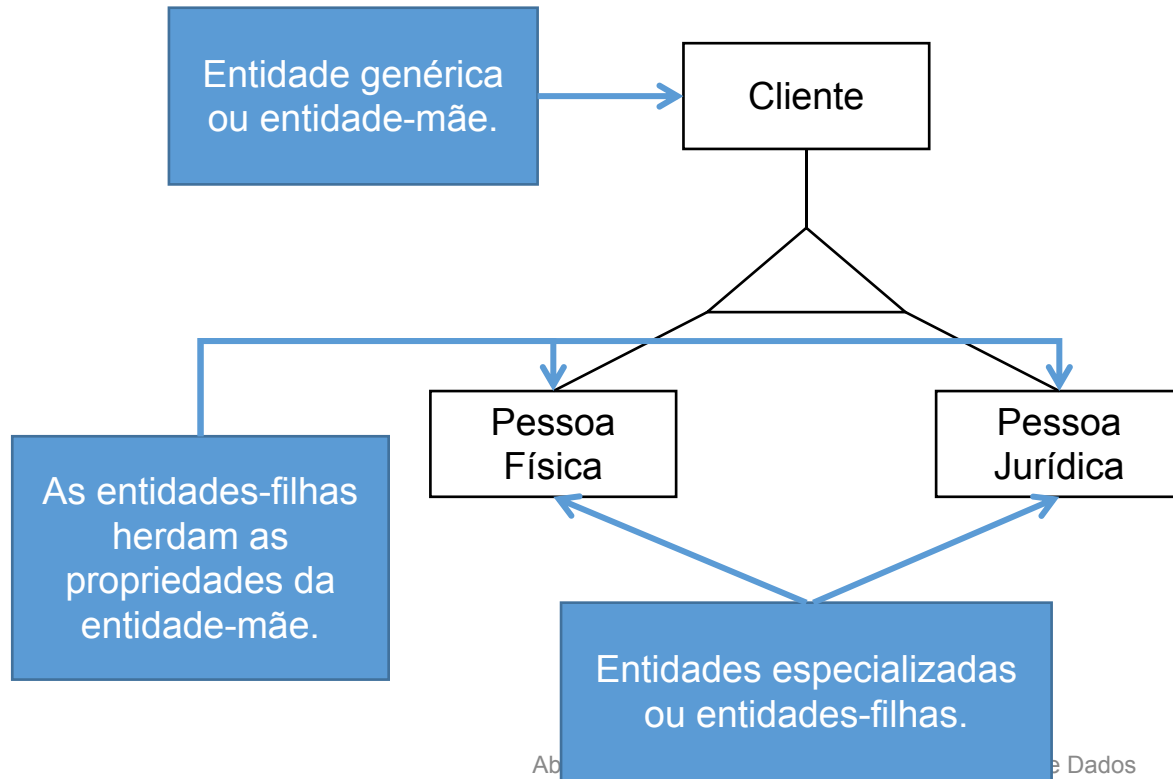 Entidade genérica
ou entidade-mãe.
Cliente
Pessoa
Física
Pessoa
Jurídica
As entidades-filhas
herdam as
propriedades da
entidade-mãe.
Entidades especializadas
ou entidades-filhas.
Dados